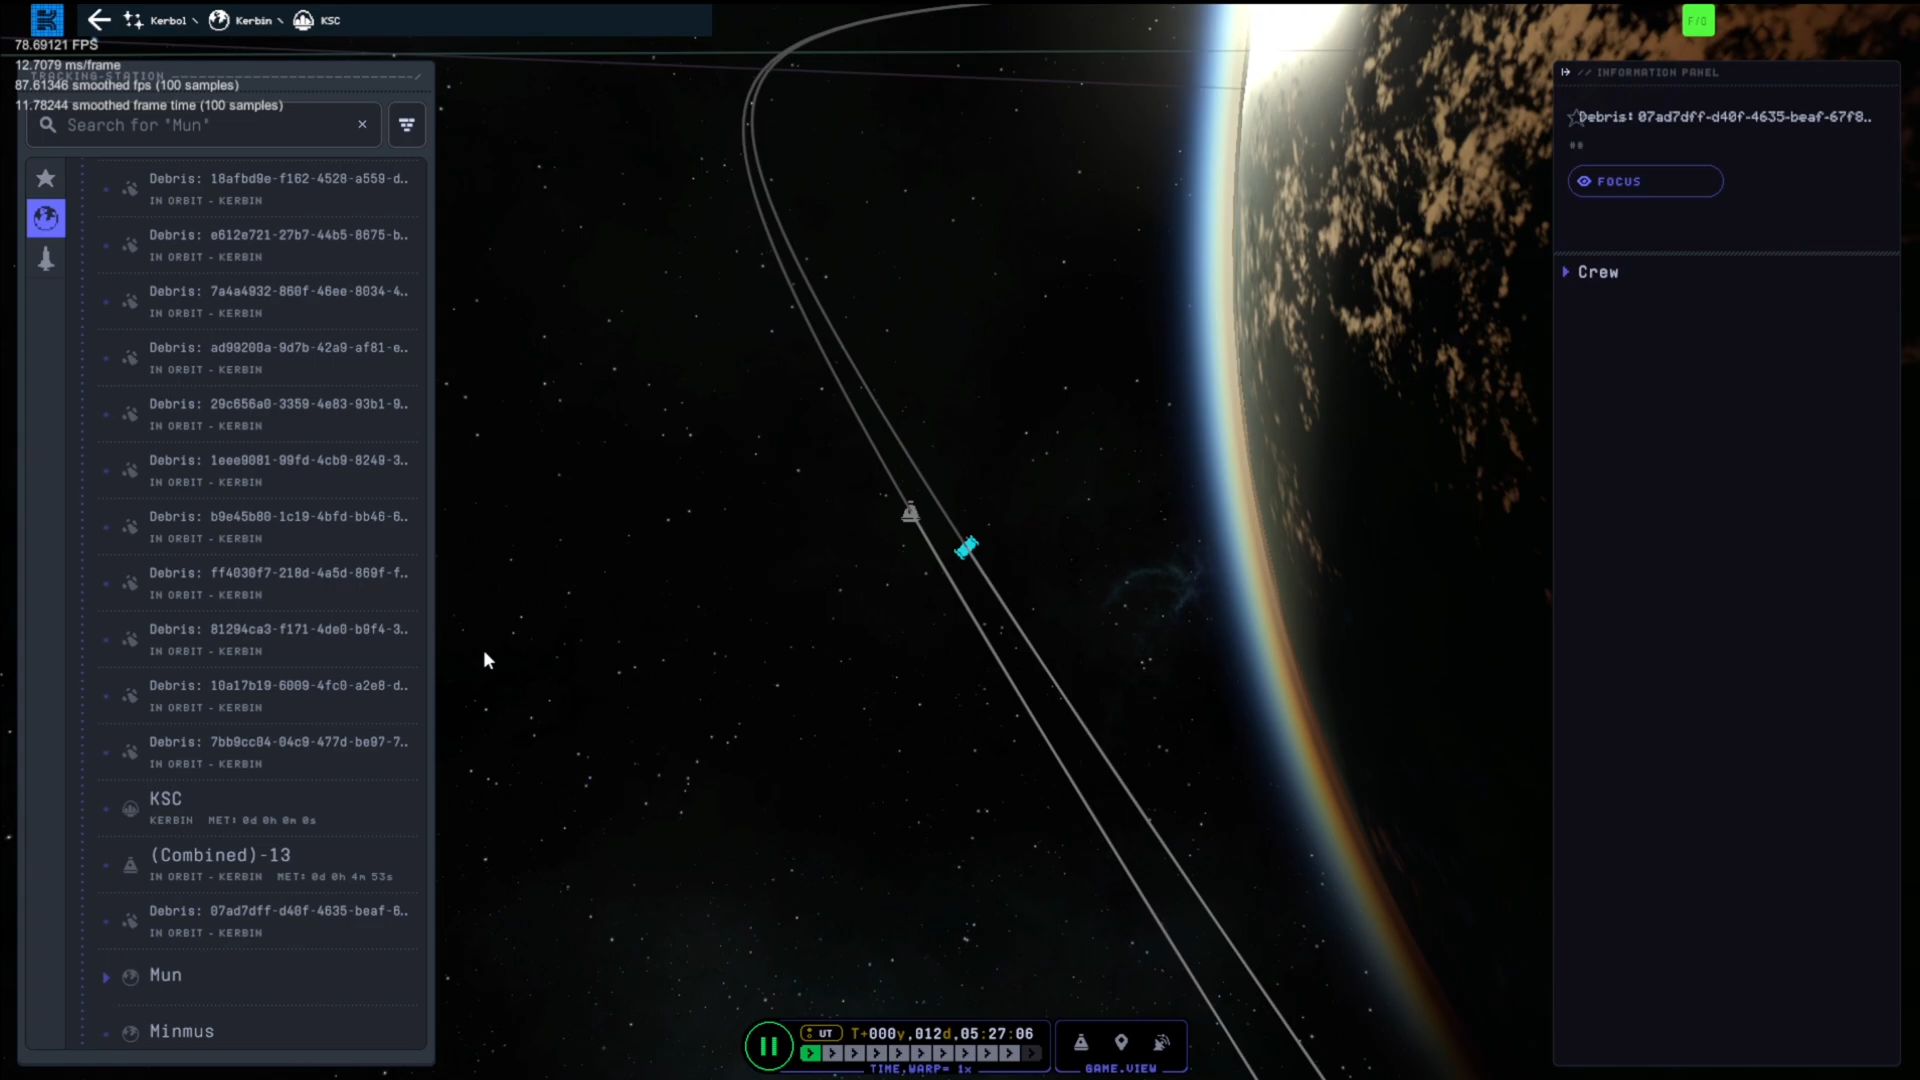 Kerbol \ Kerbin \ KSC
F/O
78.69121 FPS
12.7079 ms/frame
TRACKING-STATION
87.61346 smoothed fps (100 samples)
11.78244 smoothed frame time (100 samples)
Search for "Mun"
Debris: 18afbd9e-f162-4528-a559-d..
IN ORBIT - KERBIN
Debris: e612e721-27b7-44b5-8675-b..
IN ORBIT - KERBIN
Debris: 7a4a4932-860f-46ee-8034-4..
IN ORBIT - KERBIN
Debris: ad99200a-9d7b-42a9-af81-e..
IN ORBIT - KERBIN
Debris: 29c656a0-3359-4e83-93b1-9..
IN ORBIT - KERBIN
Debris: 1eee9081-99fd-4cb9-8249-3..
IN ORBIT - KERBIN
Debris: b9e45b80-1c19-4bfd-bb46-6..
IN ORBIT - KERBIN
Debris: ff4030f7-218d-4a5d-869f-f..
IN ORBIT - KERBIN
Debris: 81294ca3-f171-4de0-b9f4-3..
IN ORBIT - KERBIN
Debris: 10a17b19-6009-4fc0-a2e8-d..
IN ORBIT - KERBIN
Debris: 7bb9cc04-04c9-477d-be97-7..
IN ORBIT - KERBIN
KSC
KERBIN MET: 0d 0h 0m 0s
(Combined)-13
IN ORBIT - KERBIN MET: 0d 0h 4m 53s
Debris: 07ad7dff-d40f-4635-beaf-6..
IN ORBIT - KERBIN
Mun
Minmus
UT T+000y,012d,05:27:06
TIME.WARP= 1x
GAME.VIEW
// INFORMATION PANEL
Debris: 07ad7dff-d40f-4635-beaf-67f8..
FOCUS
Crew